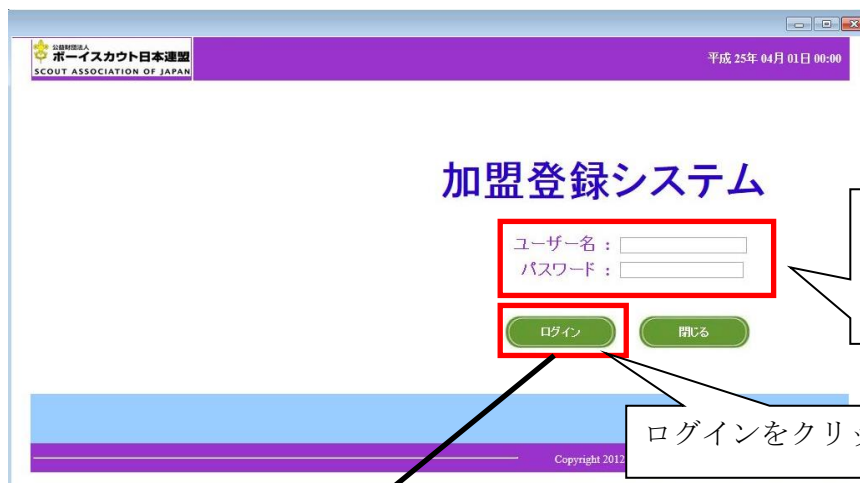 公益財団法人
ボーイスカウト日本連盟
SCOUT ASSOCIATION OF JAPAN
平成 25年 04月 01日 00:00
加盟登録システム
ユーザー名 :
パスワード :
ログイン
閉じる
ログインをクリッ
Copyright 2012